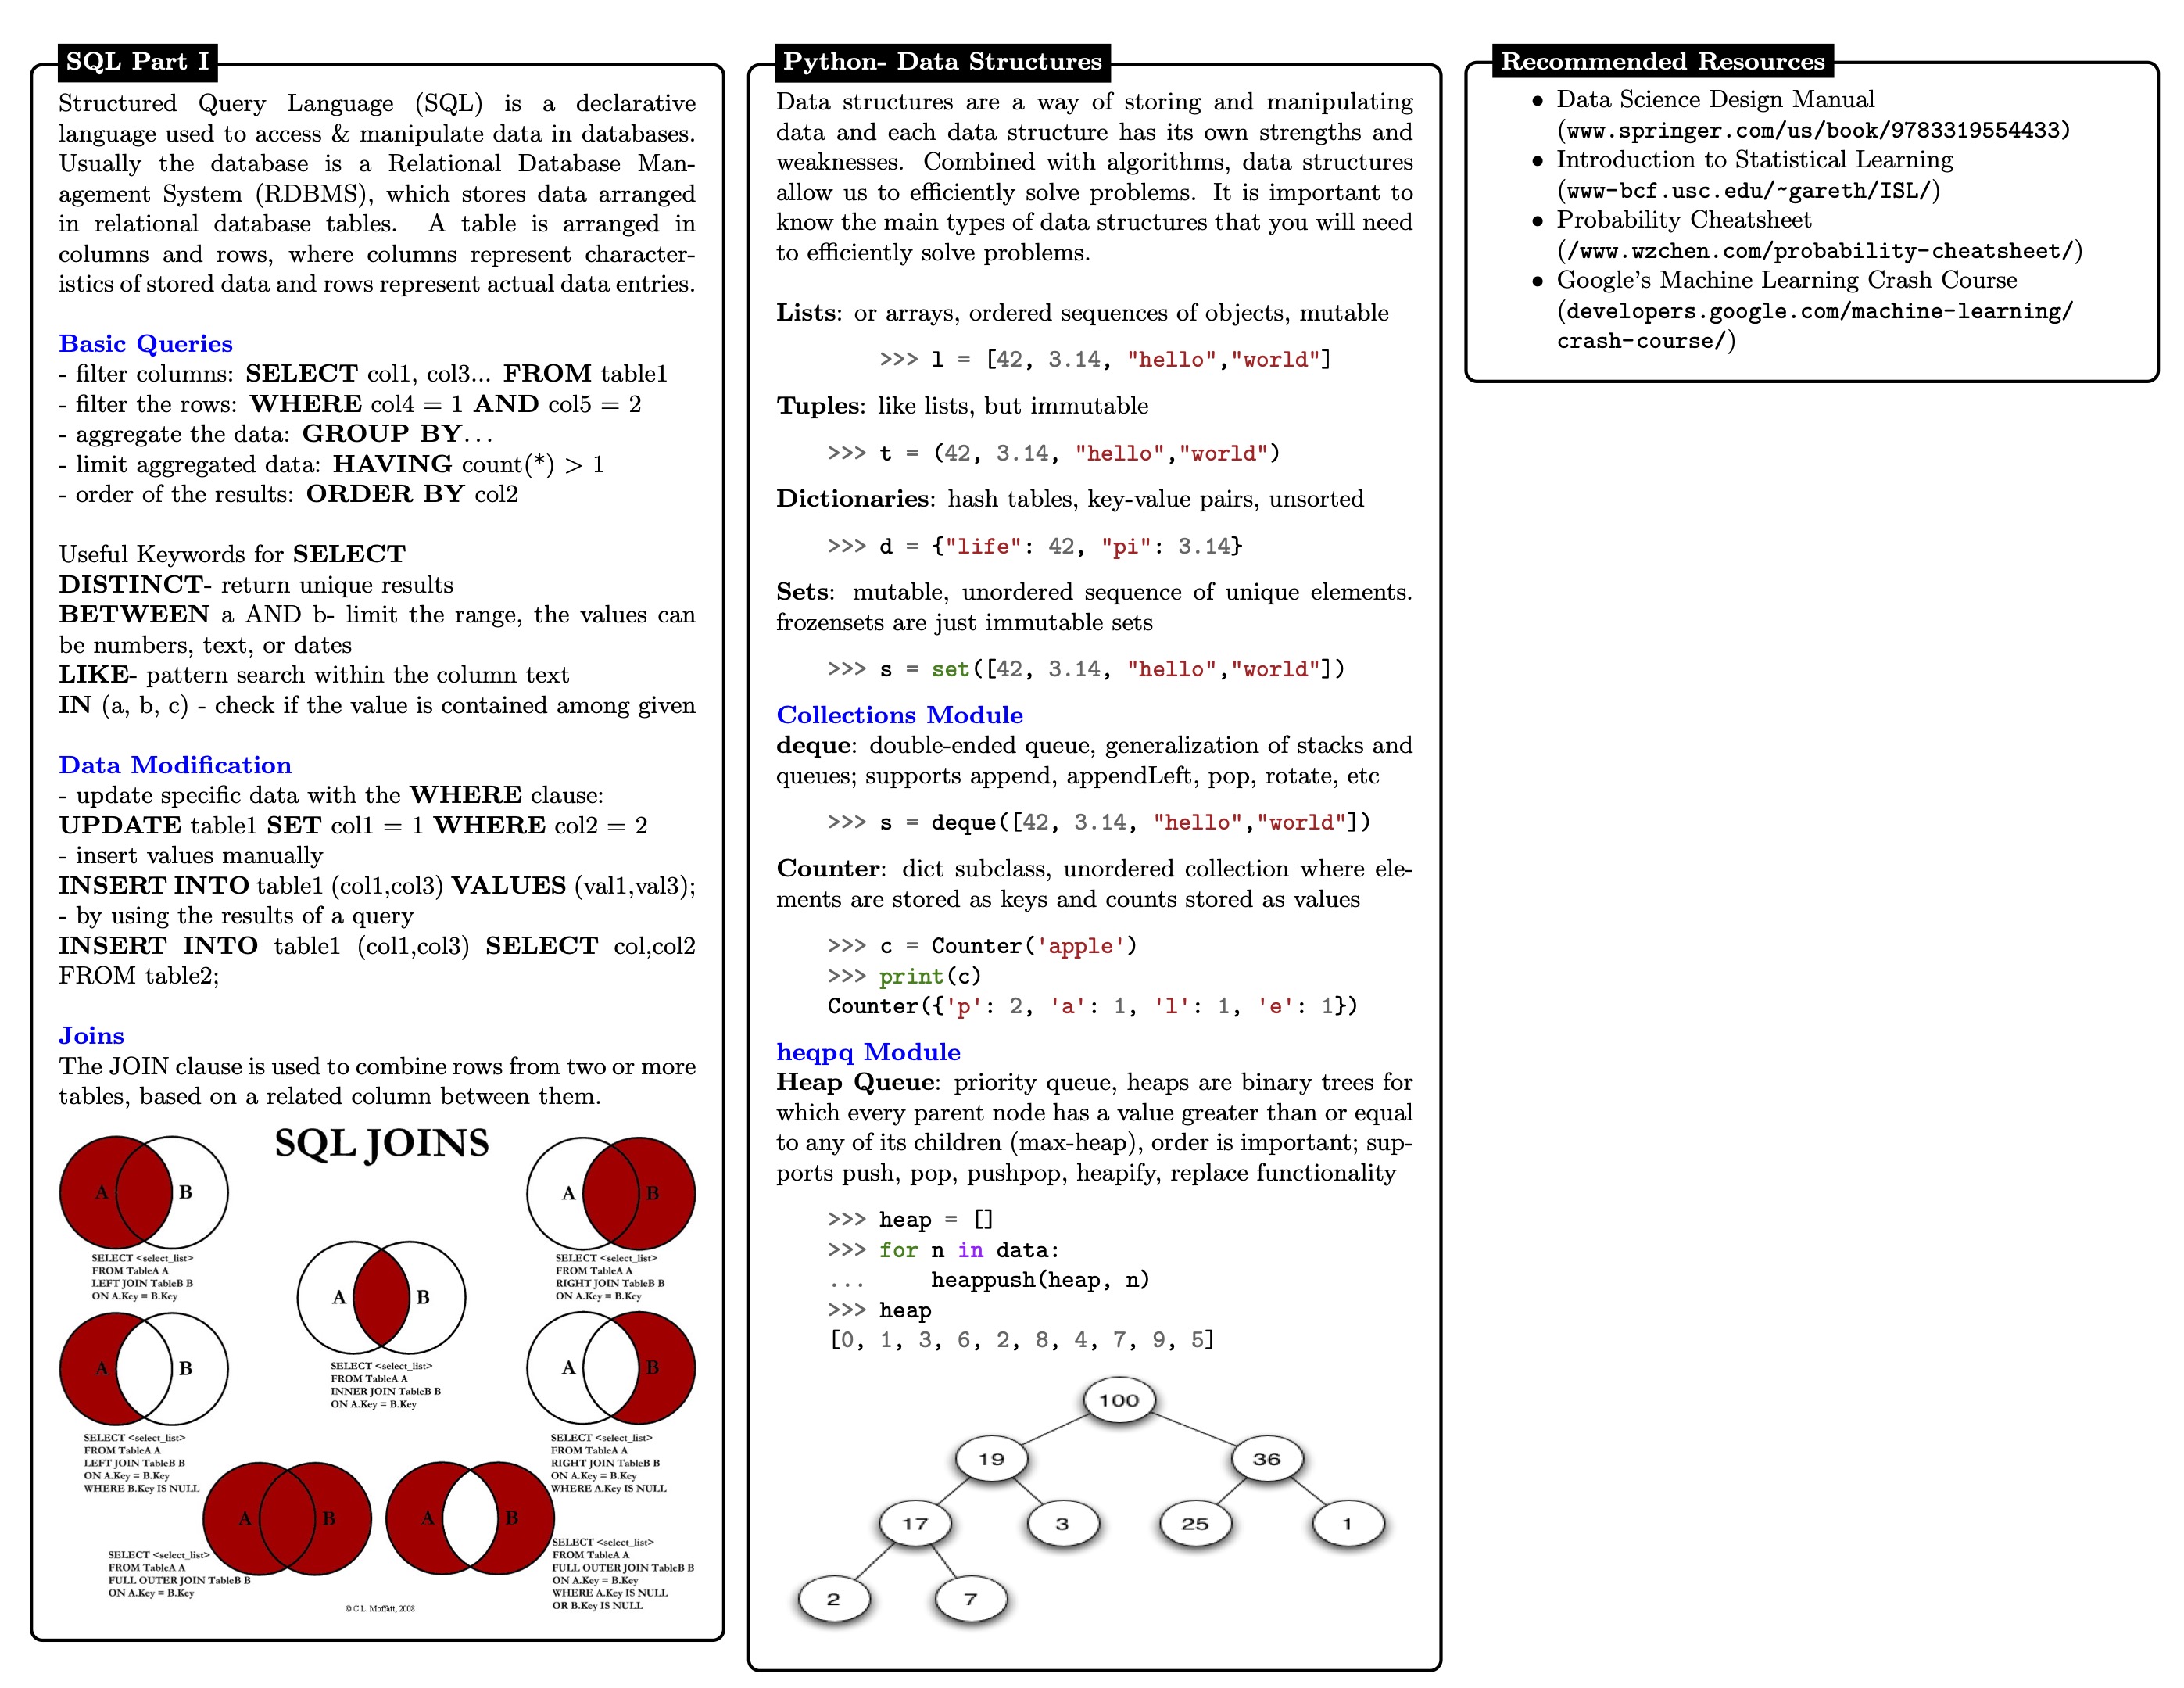 SQL Part I
Structured Query Language (SQL) is a declarative
language used to access & manipulate data in databases.
Usually the database is a Relational Database Man-
agement System (RDBMS), which stores data arranged
in relational database tables. A table is arranged in
columns and rows, where columns represent character-
istics of stored data and rows represent actual data entries.
Basic Queries
- filter columns: SELECT col1, col3... FROM table1
- filter the rows: WHERE col4 = 1 AND col5 = 2
- aggregate the data: GROUP BY...
- limit aggregated data: HAVING count(*) > 1
- order of the results: ORDER BY col2
Useful Keywords for SELECT
DISTINCT- return unique results
BETWEEN a AND b- limit the range, the values can
be numbers, text, or dates
LIKE- pattern search within the column text
IN (a, b, c) - check if the value is contained among given
Data Modification
- update specific data with the WHERE clause:
UPDATE table1 SET col1 = 1 WHERE col2 = 2
- insert values manually
INSERT INTO table1 (col1,col3) VALUES (val1,val3);
- by using the results of a query
INSERT INTO table1 (col1,col3) SELECT col,col2
FROM table2;
Joins
The JOIN clause is used to combine rows from two or more
tables, based on a related column between them.
SQL JOINS
A B
SELECT <select_list>
FROM TableA A
LEFT JOIN TableB B
ON A.Key = B.Key
A B
SELECT <select_list>
FROM TableA A
RIGHT JOIN TableB B
ON A.Key = B.Key
A B
SELECT <select_list>
FROM TableA A
INNER JOIN TableB B
ON A.Key = B.Key
A B
SELECT <select_list>
FROM TableA A
LEFT JOIN TableB B
ON A.Key = B.Key
WHERE B.Key IS NULL
A B
SELECT <select_list>
FROM TableA A
RIGHT JOIN TableB B
ON A.Key = B.Key
WHERE A.Key IS NULL
A B
SELECT <select_list>
FROM TableA A
FULL OUTER JOIN TableB B
ON A.Key = B.Key
A B
SELECT <select_list>
FROM TableA A
FULL OUTER JOIN TableB B
ON A.Key = B.Key
WHERE A.Key IS NULL
OR B.Key IS NULL
© C.L. Moffatt, 2008
Python- Data Structures
Data structures are a way of storing and manipulating
data and each data structure has its own strengths and
weaknesses. Combined with algorithms, data structures
allow us to efficiently solve problems. It is important to
know the main types of data structures that you will need
to efficiently solve problems.
Lists: or arrays, ordered sequences of objects, mutable
>>> l = [42, 3.14, "hello","world"]
Tuples: like lists, but immutable
>>> t = (42, 3.14, "hello","world")
Dictionaries: hash tables, key-value pairs, unsorted
>>> d = {"life": 42, "pi": 3.14}
Sets: mutable, unordered sequence of unique elements.
frozensets are just immutable sets
>>> s = set([42, 3.14, "hello","world"])
Collections Module
deque: double-ended queue, generalization of stacks and
queues; supports append, appendLeft, pop, rotate, etc
>>> s = deque([42, 3.14, "hello","world"])
Counter: dict subclass, unordered collection where ele-
ments are stored as keys and counts stored as values
>>> c = Counter('apple')
>>> print(c)
Counter({'p': 2, 'a': 1, 'l': 1, 'e': 1})
heqpq Module
Heap Queue: priority queue, heaps are binary trees for
which every parent node has a value greater than or equal
to any of its children (max-heap), order is important; sup-
ports push, pop, pushpop, heapify, replace functionality
>>> heap = []
>>> for n in data:
... heappush(heap, n)
>>> heap
[0, 1, 3, 6, 2, 8, 4, 7, 9, 5]
100
19 36
17 3 25 1
2 7
Recommended Resources
• Data Science Design Manual
(www.springer.com/us/book/9783319554433)
• Introduction to Statistical Learning
(www-bcf.usc.edu/~gareth/ISL/)
• Probability Cheatsheet
(/www.wzchen.com/probability-cheatsheet/)
• Google's Machine Learning Crash Course
(developers.google.com/machine-learning/
crash-course/)